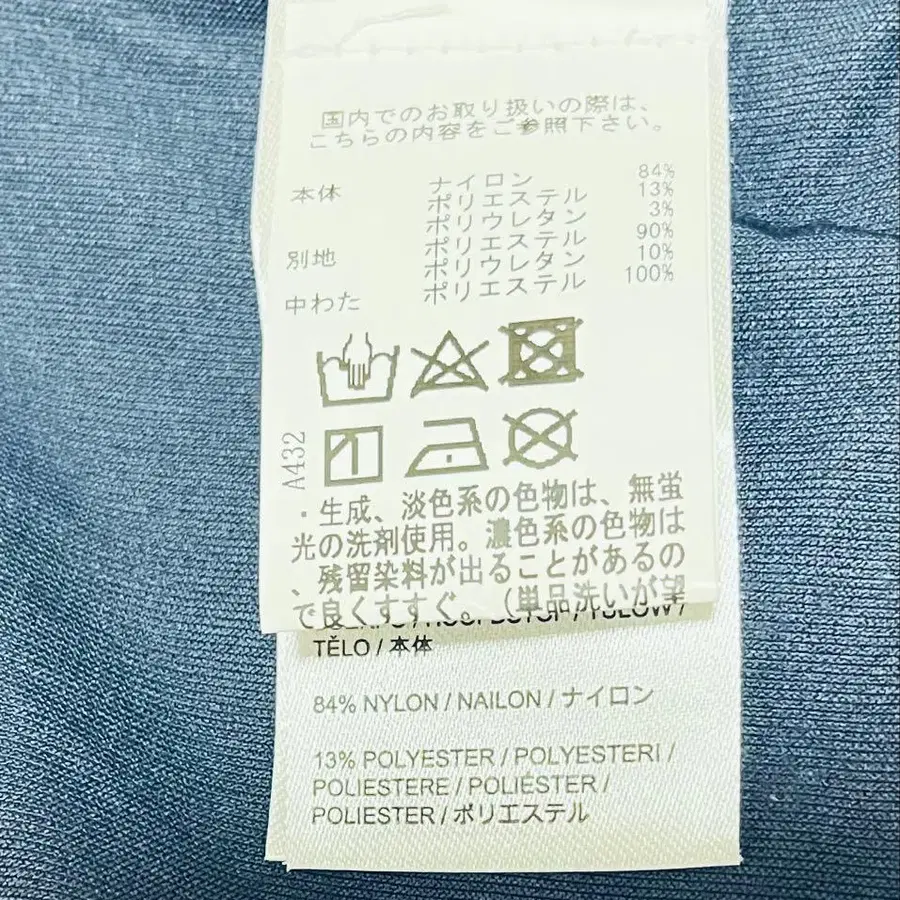 国内でのお取り扱いの際は、
こちらの内容をご参照下さい。
本体 ナイロン 84%
ポリエステル 13%
ポリウレタン 3%
別地 ポリエステル 90%
ポリウレタン 10%
中わた ポリエステル 100%
A432
・生成、淡色系の色物は、無蛍
光の洗剤使用。濃色系の色物は
、残留染料が出ることがあるの
で良くすすぐ。(単品洗いが望
TĚLO / 本体
84% NYLON / NAILON / ナイロン
13% POLYESTER / POLYESTERI /
POLIESTERE / POLIÉSTER /
POLIESTER / ポリエステル